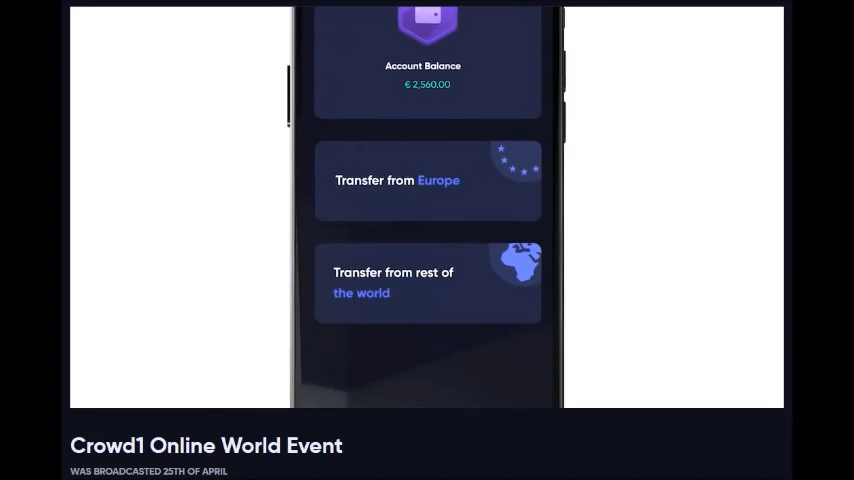 Account Balance
€ 2,560.00
Transfer from Europe
Transfer from rest of
the world
Crowd1 Online World Event
WAS BROADCASTED 25TH OF APRIL